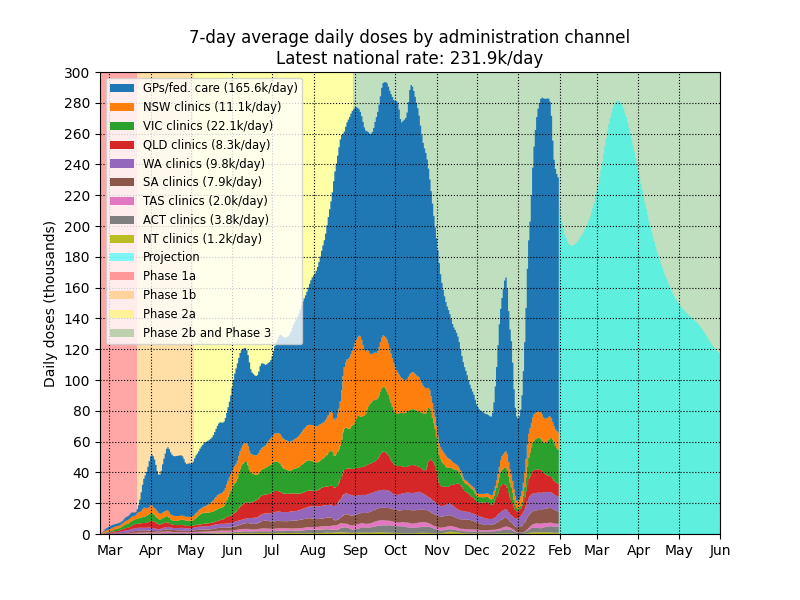 7-day average daily doses by administration channel
Latest national rate: 231.9k/day
Daily doses (thousands)
300
280
260
240
220
200
180
160
140
120
100
80
60
40
20
0
GPs/fed. care (165.6k/day)
NSW clinics (11.1k/day)
VIC clinics (22.1k/day)
QLD clinics (8.3k/day)
WA clinics (9.8k/day)
SA clinics (7.9k/day)
TAS clinics (2.0k/day)
ACT clinics (3.8k/day)
NT clinics (1.2k/day)
Projection
Phase 1a
Phase 1b
Phase 2a
Phase 2b and Phase 3
Mar Apr May Jun Jul Aug Sep Oct Nov Dec 2022 Feb Mar Apr May Jun